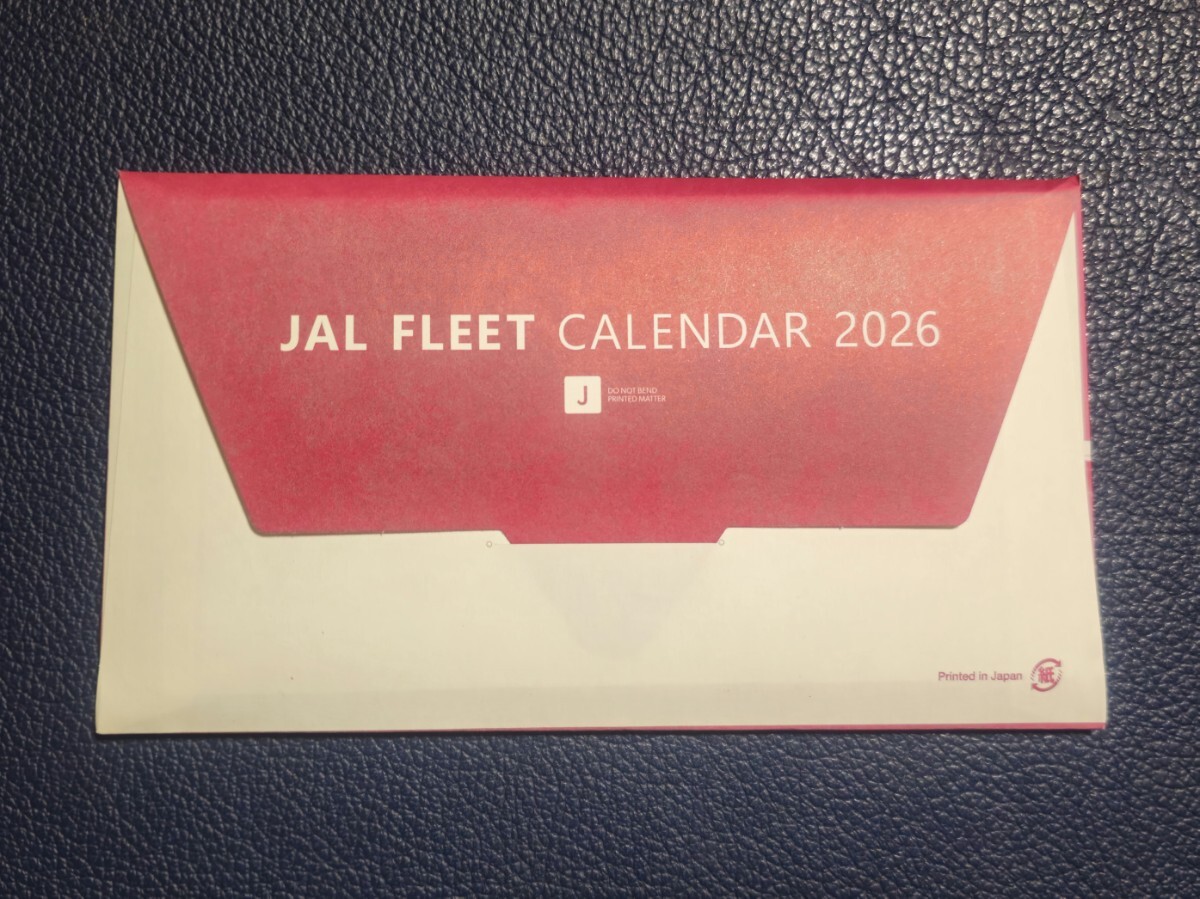 JAL FLEET CALENDAR 2026
J
DO NOT BEND
PRINTED MATTER
Printed in Japan
紙